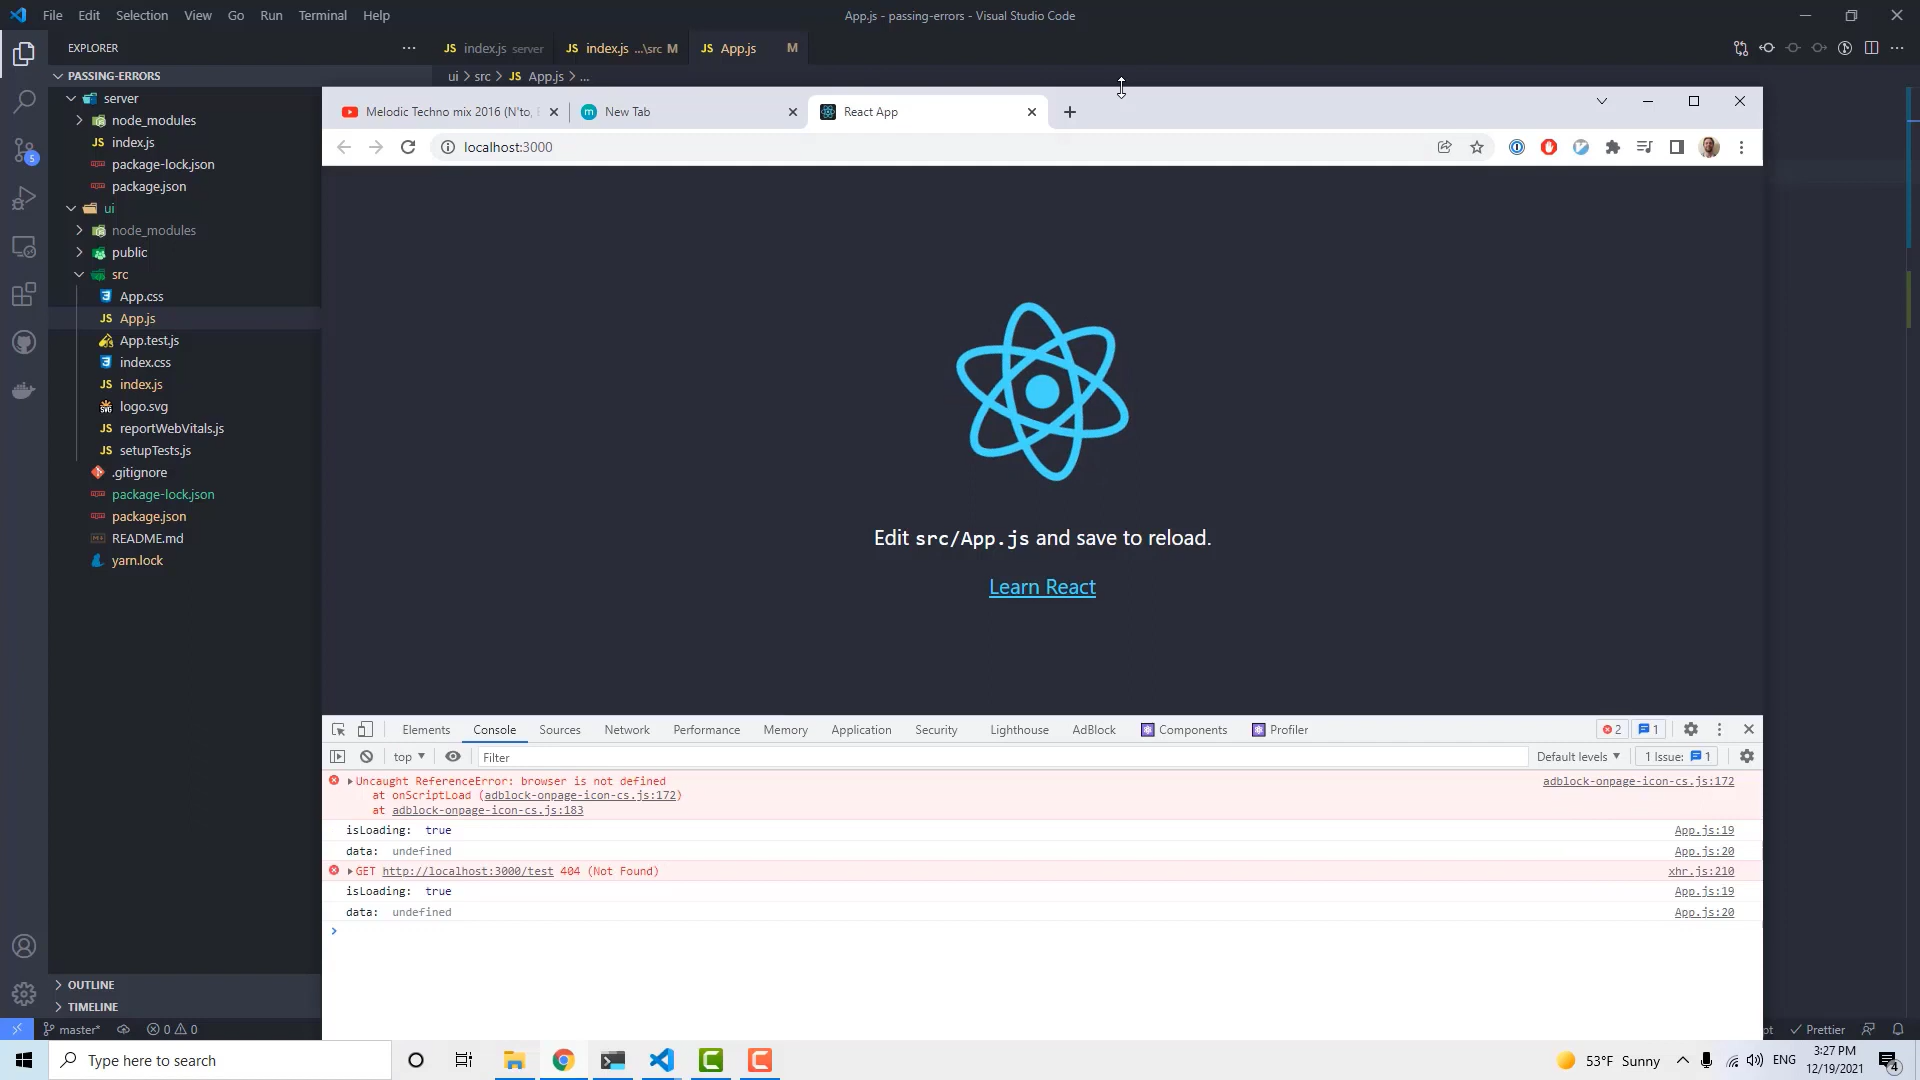 File Edit Selection View Go Run Terminal Help
App.js - passing-errors - Visual Studio Code
EXPLORER
JS index.js server
JS index.js ...\src M
JS App.js M
PASSING-ERRORS
ui > src > JS App.js > ...
server
node_modules
JS index.js
package-lock.json
package.json
ui
node_modules
public
src
App.css
JS App.js
App.test.js
index.css
JS index.js
logo.svg
JS reportWebVitals.js
JS setupTests.js
.gitignore
package-lock.json
package.json
README.md
yarn.lock
5
OUTLINE
TIMELINE
Melodic Techno mix 2016 (N'to,
m New Tab
React App
localhost:3000
Edit src/App.js and save to reload.
Learn React
Elements Console Sources Network Performance Memory Application Security Lighthouse AdBlock Components Profiler 2 1
top Filter Default levels 1 Issue: 1
Uncaught ReferenceError: browser is not defined adblock-onpage-icon-cs.js:172
at onScriptLoad (adblock-onpage-icon-cs.js:172)
at adblock-onpage-icon-cs.js:183
isLoading: true App.js:19
data: undefined App.js:20
GET http://localhost:3000/test 404 (Not Found) xhr.js:210
isLoading: true App.js:19
data: undefined App.js:20
master* 0 0
Prettier
Type here to search
53°F Sunny
ENG
3:27 PM
12/19/2021
4